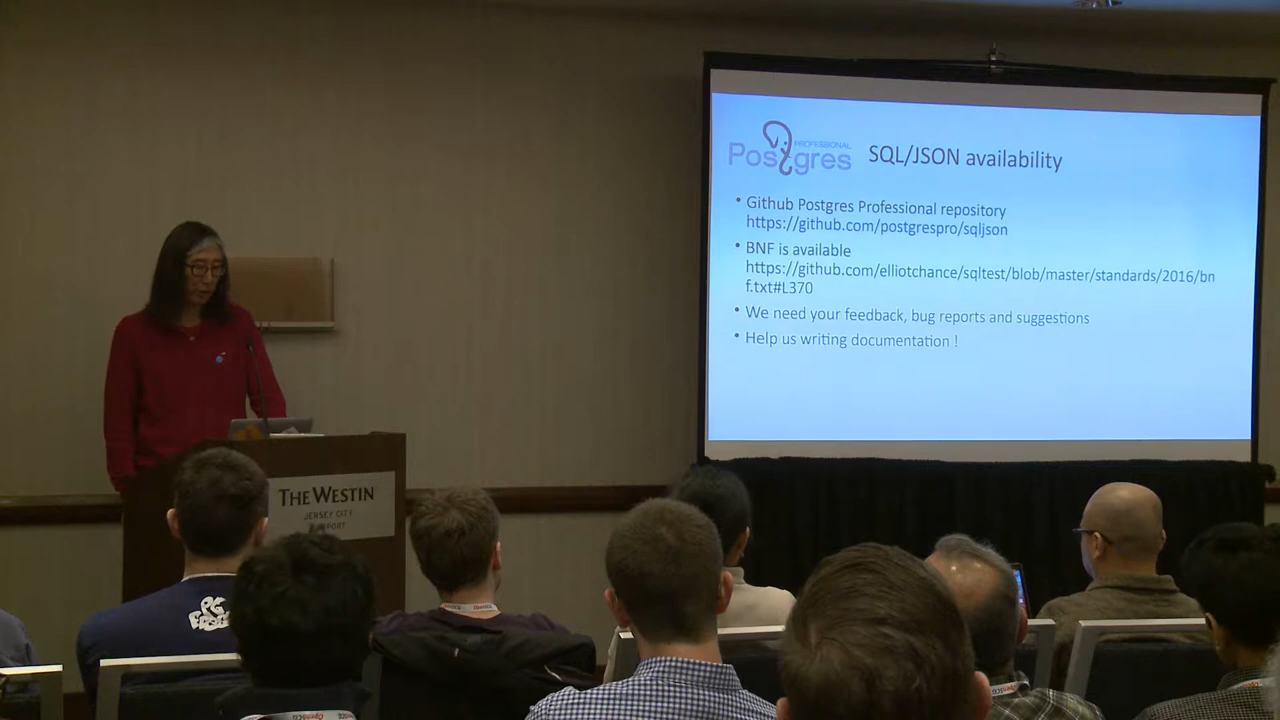 PROFESSIONAL
Postgres
SQL/JSON availability
• Github Postgres Professional repository
https://github.com/postgrespro/sqljson
• BNF is available
https://github.com/elliotchance/sqltest/blob/master/standards/2016/bn
f.txt#L370
• We need your feedback, bug reports and suggestions
• Help us writing documentation !
THE WESTIN
JERSEY CITY